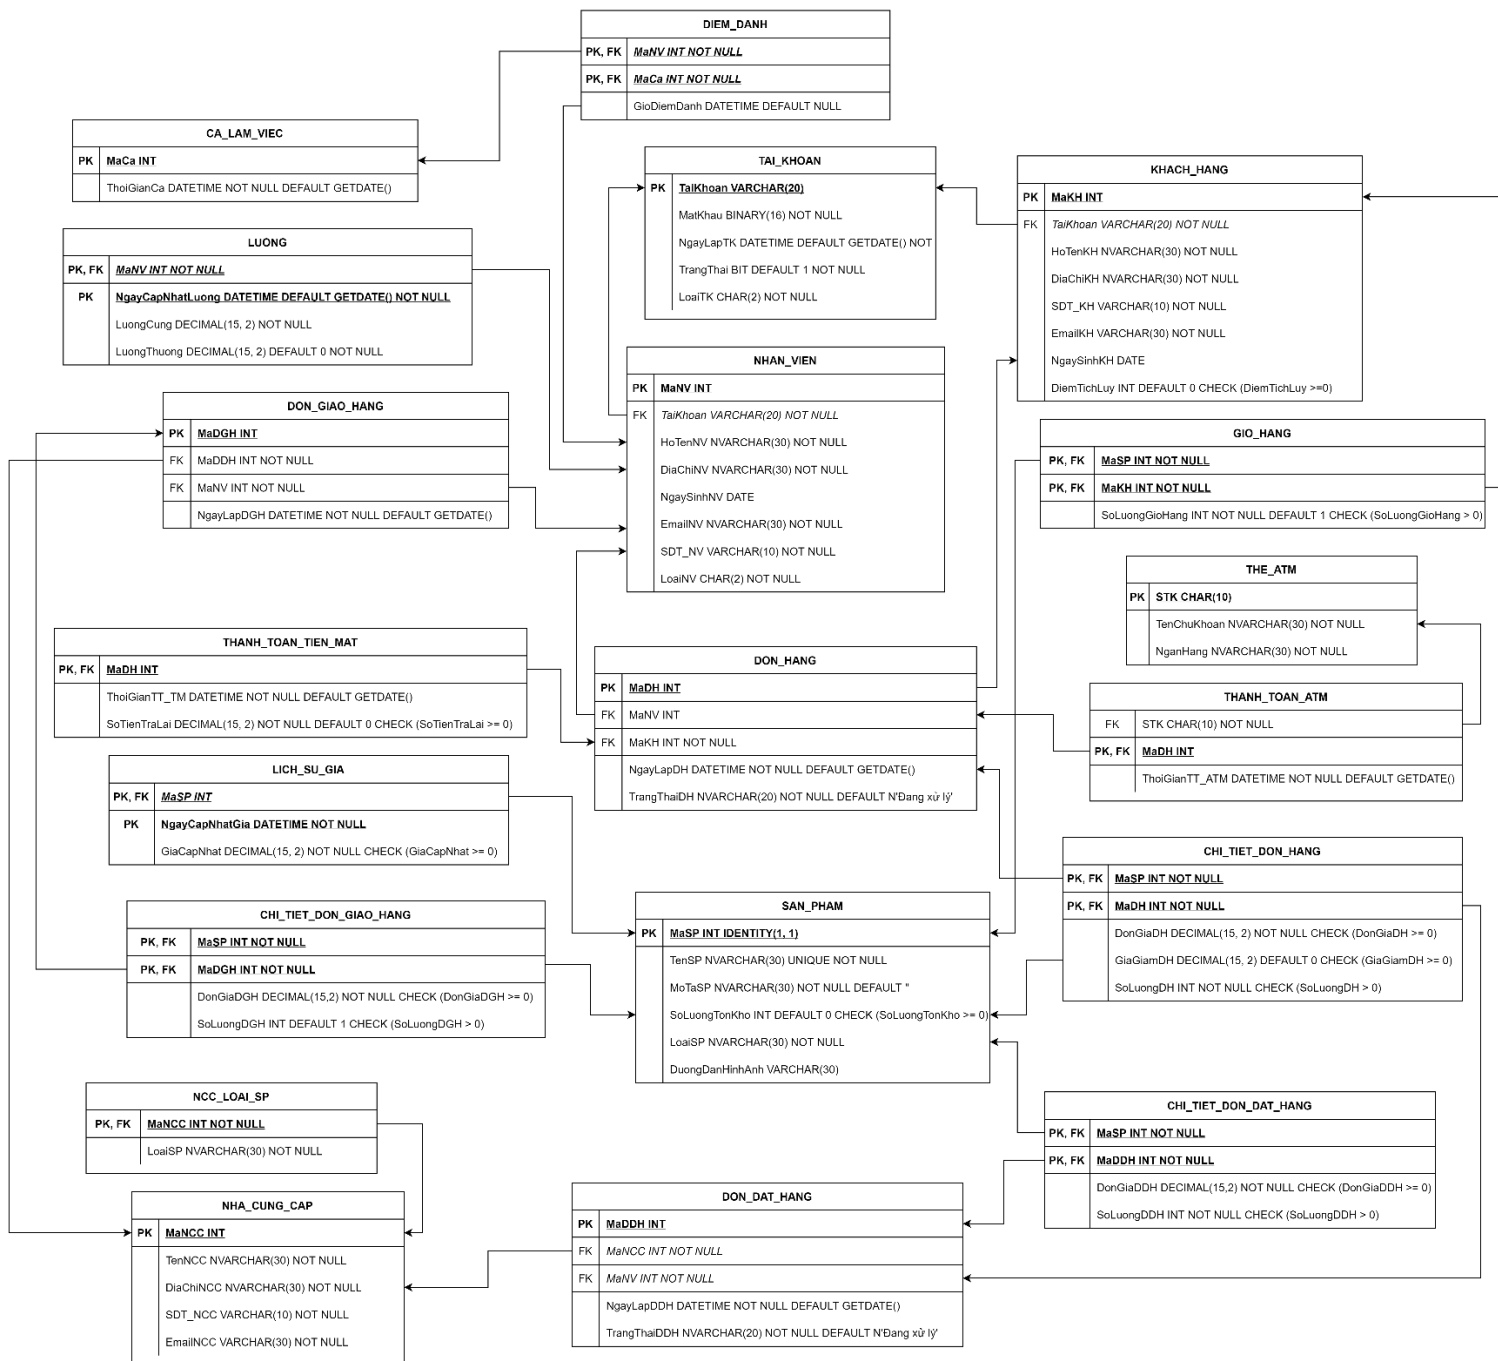 DIEM_DANH
PK, FK MaNV INT NOT NULL
PK, FK MaCa INT NOT NULL
GioDiemDanh DATETIME DEFAULT NULL
CA_LAM_VIEC
PK MaCa INT
ThoiGianCa DATETIME NOT NULL DEFAULT GETDATE()
TAI_KHOAN
PK TaiKhoan VARCHAR(20)
MatKhau BINARY(16) NOT NULL
NgayLapTK DATETIME DEFAULT GETDATE() NOT
TrangThai BIT DEFAULT 1 NOT NULL
LoaiTK CHAR(2) NOT NULL
KHACH_HANG
PK MaKH INT
FK TaiKhoan VARCHAR(20) NOT NULL
HoTenKH NVARCHAR(30) NOT NULL
DiaChiKH NVARCHAR(30) NOT NULL
SDT_KH VARCHAR(10) NOT NULL
EmailKH VARCHAR(30) NOT NULL
NgaySinhKH DATE
DiemTichLuy INT DEFAULT 0 CHECK (DiemTichLuy >=0)
LUONG
PK, FK MaNV INT NOT NULL
PK NgayCapNhatLuong DATETIME DEFAULT GETDATE() NOT NULL
LuongCung DECIMAL(15, 2) NOT NULL
LuongThuong DECIMAL(15, 2) DEFAULT 0 NOT NULL
NHAN_VIEN
PK MaNV INT
FK TaiKhoan VARCHAR(20) NOT NULL
HoTenNV NVARCHAR(30) NOT NULL
DiaChiNV NVARCHAR(30) NOT NULL
NgaySinhNV DATE
EmailNV NVARCHAR(30) NOT NULL
SDT_NV VARCHAR(10) NOT NULL
LoaiNV CHAR(2) NOT NULL
DON_GIAO_HANG
PK MaDGH INT
FK MaDDH INT NOT NULL
FK MaNV INT NOT NULL
NgayLapDGH DATETIME NOT NULL DEFAULT GETDATE()
GIO_HANG
PK, FK MaSP INT NOT NULL
PK, FK MaKH INT NOT NULL
SoLuongGioHang INT NOT NULL DEFAULT 1 CHECK (SoLuongGioHang > 0)
THE_ATM
PK STK CHAR(10)
TenChuKhoan NVARCHAR(30) NOT NULL
NganHang NVARCHAR(30) NOT NULL
THANH_TOAN_TIEN_MAT
PK, FK MaDH INT
ThoiGianTT_TM DATETIME NOT NULL DEFAULT GETDATE()
SoTienTraLai DECIMAL(15, 2) NOT NULL DEFAULT 0 CHECK (SoTienTraLai >= 0)
DON_HANG
PK MaDH INT
FK MaNV INT
FK MaKH INT NOT NULL
NgayLapDH DATETIME NOT NULL DEFAULT GETDATE()
TrangThaiDH NVARCHAR(20) NOT NULL DEFAULT N'Đang xử lý'
THANH_TOAN_ATM
FK STK CHAR(10) NOT NULL
PK, FK MaDH INT
ThoiGianTT_ATM DATETIME NOT NULL DEFAULT GETDATE()
LICH_SU_GIA
PK, FK MaSP INT
PK NgayCapNhatGia DATETIME NOT NULL
GiaCapNhat DECIMAL(15, 2) NOT NULL CHECK (GiaCapNhat >= 0)
CHI_TIET_DON_HANG
PK, FK MaSP INT NOT NULL
PK, FK MaDH INT NOT NULL
DonGiaDH DECIMAL(15, 2) NOT NULL CHECK (DonGiaDH >= 0)
GiaGiamDH DECIMAL(15, 2) DEFAULT 0 CHECK (GiaGiamDH >= 0)
SoLuongDH INT NOT NULL CHECK (SoLuongDH > 0)
CHI_TIET_DON_GIAO_HANG
PK, FK MaSP INT NOT NULL
PK, FK MaDGH INT NOT NULL
DonGiaDGH DECIMAL(15,2) NOT NULL CHECK (DonGiaDGH >= 0)
SoLuongDGH INT DEFAULT 1 CHECK (SoLuongDGH > 0)
SAN_PHAM
PK MaSP INT IDENTITY(1, 1)
TenSP NVARCHAR(30) UNIQUE NOT NULL
MoTaSP NVARCHAR(30) NOT NULL DEFAULT ''
SoLuongTonKho INT DEFAULT 0 CHECK (SoLuongTonKho >= 0)
LoaiSP NVARCHAR(30) NOT NULL
DuongDanHinhAnh VARCHAR(30)
NCC_LOAI_SP
PK, FK MaNCC INT NOT NULL
LoaiSP NVARCHAR(30) NOT NULL
CHI_TIET_DON_DAT_HANG
PK, FK MaSP INT NOT NULL
PK, FK MaDDH INT NOT NULL
DonGiaDDH DECIMAL(15,2) NOT NULL CHECK (DonGiaDDH >= 0)
SoLuongDDH INT NOT NULL CHECK (SoLuongDDH > 0)
NHA_CUNG_CAP
PK MaNCC INT
TenNCC NVARCHAR(30) NOT NULL
DiaChiNCC NVARCHAR(30) NOT NULL
SDT_NCC VARCHAR(10) NOT NULL
EmailNCC VARCHAR(30) NOT NULL
DON_DAT_HANG
PK MaDDH INT
FK MaNCC INT NOT NULL
FK MaNV INT NOT NULL
NgayLapDDH DATETIME NOT NULL DEFAULT GETDATE()
TrangThaiDDH NVARCHAR(20) NOT NULL DEFAULT N'Đang xử lý'